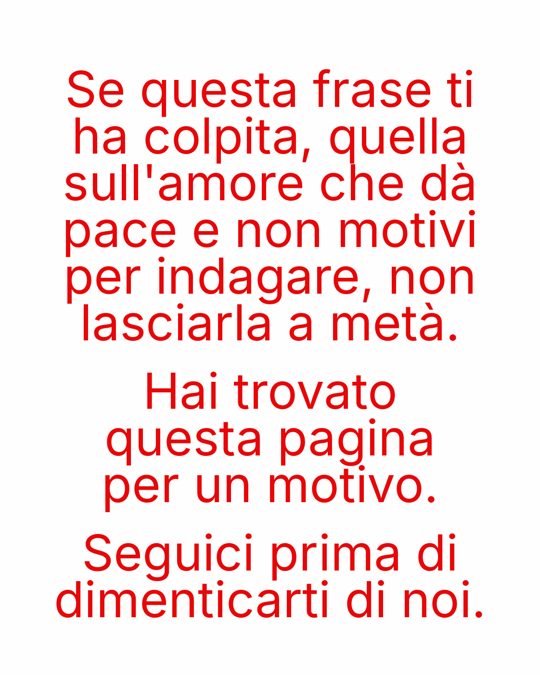 Se questa frase ti
ha colpita, quella
sull'amore che dà
pace e non motivi
per indagare, non
lasciarla a metà.
Hai trovato
questa pagina
per un motivo.
Seguici prima di
dimenticarti di noi.